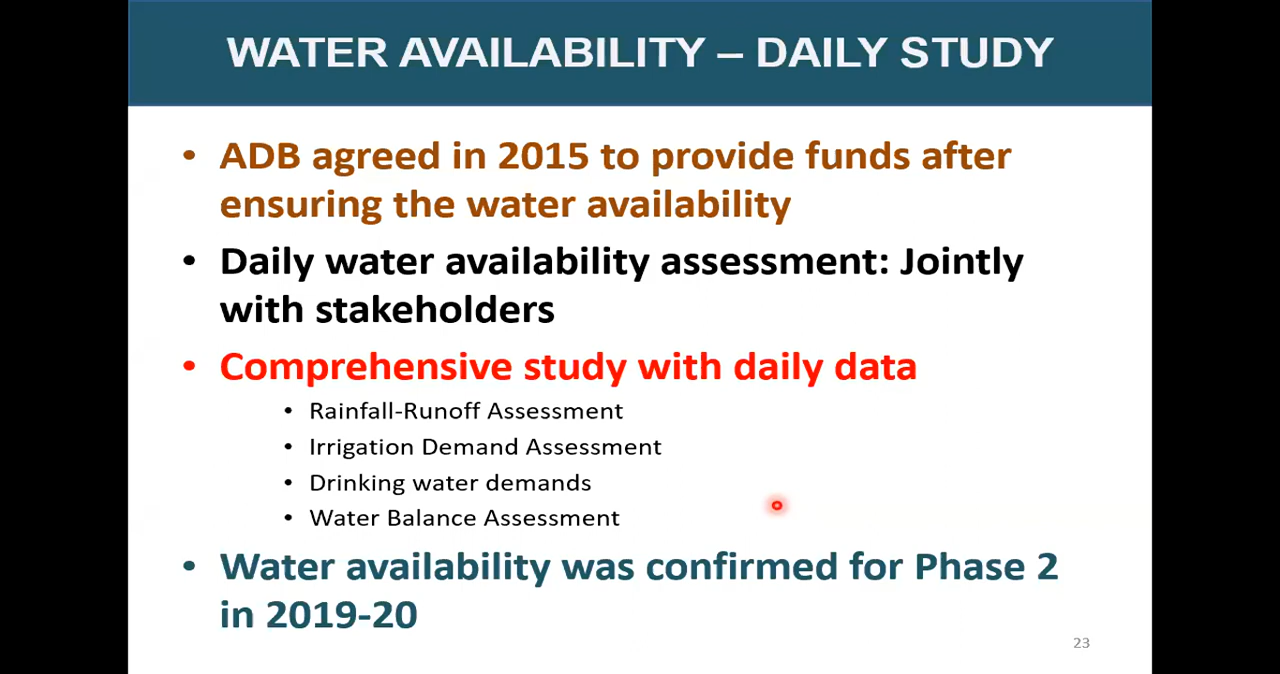 WATER AVAILABILITY – DAILY STUDY
• ADB agreed in 2015 to provide funds after
ensuring the water availability
• Daily water availability assessment: Jointly
with stakeholders
• Comprehensive study with daily data
• Rainfall-Runoff Assessment
• Irrigation Demand Assessment
• Drinking water demands
• Water Balance Assessment
• Water availability was confirmed for Phase 2
in 2019-20
23